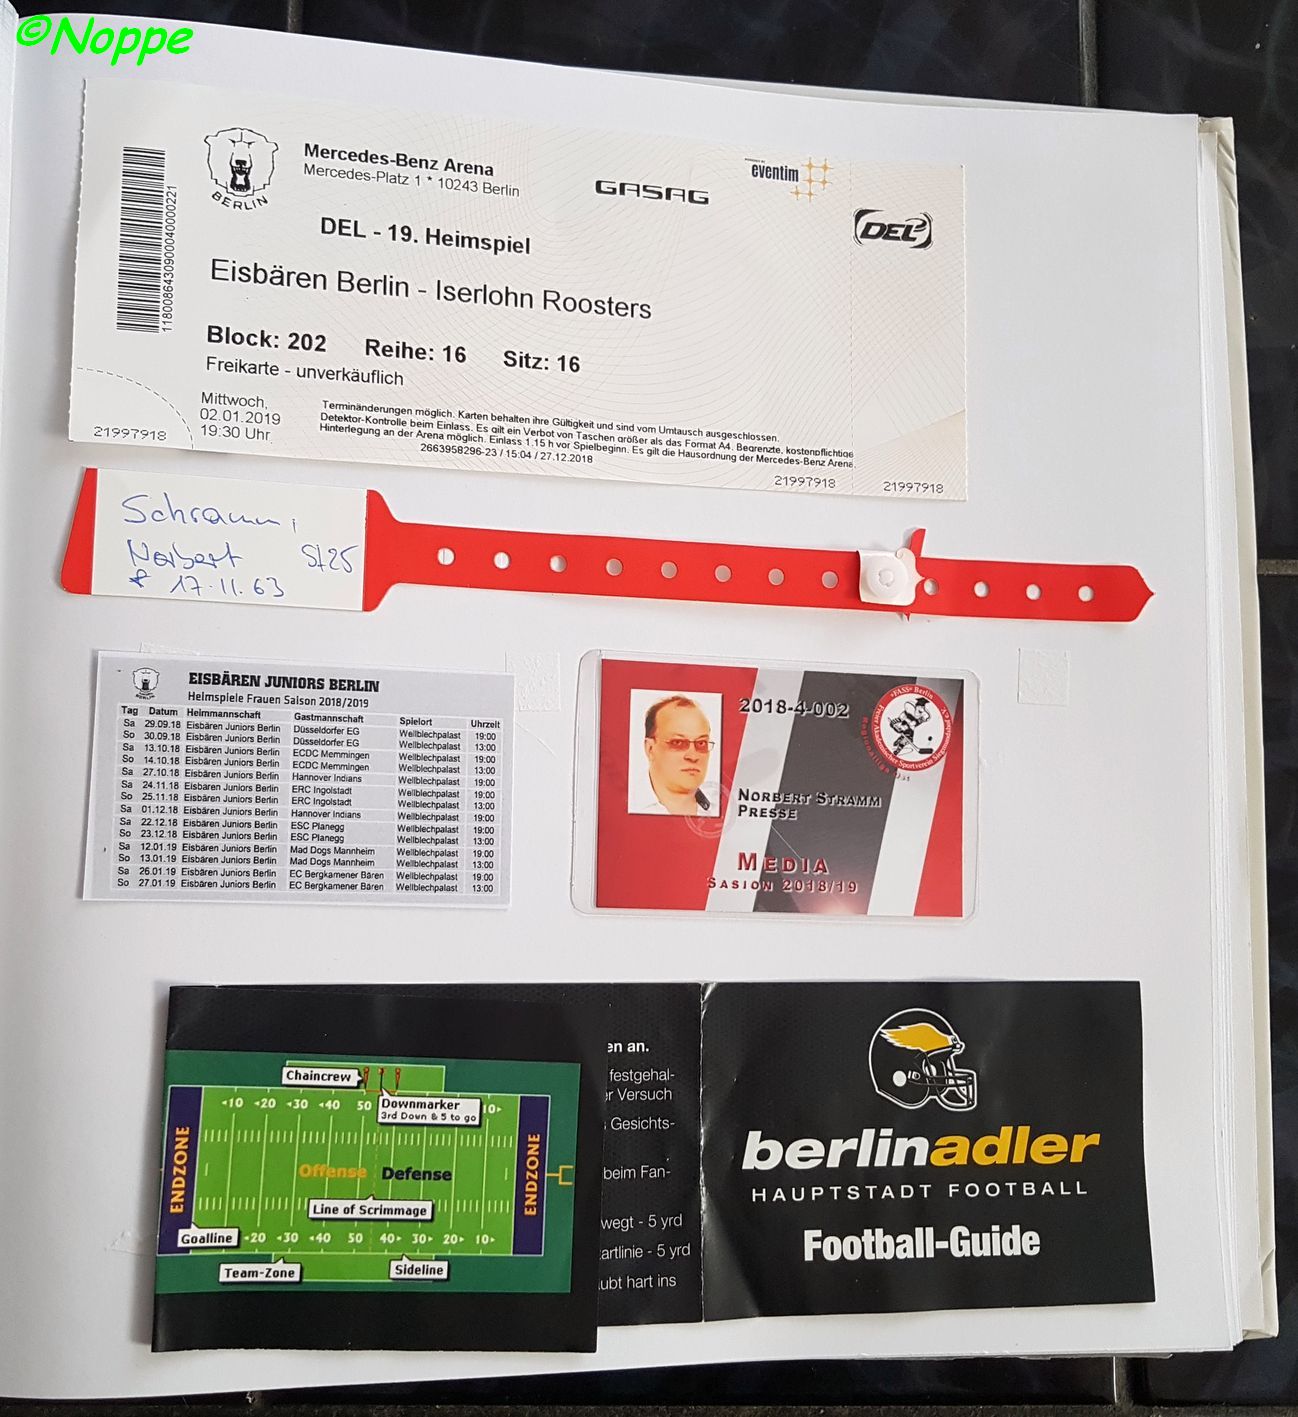 ©Noppe
BERLIN
Mercedes-Benz Arena
Mercedes-Platz 1 * 10243 Berlin
GASAG
POWERED BY
eventim
DEL²
DEL - 19. Heimspiel
Eisbären Berlin - Iserlohn Roosters
Block: 202 Reihe: 16 Sitz: 16
Freikarte - unverkäuflich
Mittwoch,
02.01.2019
19:30 Uhr
Terminänderungen möglich. Karten behalten ihre Gültigkeit und sind vom Umtausch ausgeschlossen.
Detektor-Kontrolle beim Einlass. Es gilt ein Verbot von Taschen größer als das Format A4. Begrenzte, kostenpflichtige
Hinterlegung an der Arena möglich. Einlass 1,15 h vor Spielbeginn. Es gilt die Hausordnung der Mercedes-Benz Arena.
2663958296-23 / 15:04 / 27.12.2018
21997918
21997918
21997918
1180086430900040000221
Schramm,
Norbert St25
* 17.11.63
EISBÄREN JUNIORS BERLIN
Heimspiele Frauen Saison 2018/2019
Tag Datum Heimmannschaft Gastmannschaft Spielort Uhrzeit
Sa 29.09.18 Eisbären Juniors Berlin Düsseldorfer EG Wellblechpalast 19:00
So 30.09.18 Eisbären Juniors Berlin Düsseldorfer EG Wellblechpalast 13:00
Sa 13.10.18 Eisbären Juniors Berlin ECDC Memmingen Wellblechpalast 19:00
So 14.10.18 Eisbären Juniors Berlin ECDC Memmingen Wellblechpalast 13:00
Sa 27.10.18 Eisbären Juniors Berlin Hannover Indians Wellblechpalast 19:00
Sa 24.11.18 Eisbären Juniors Berlin ERC Ingolstadt Wellblechpalast 19:00
So 25.11.18 Eisbären Juniors Berlin ERC Ingolstadt Wellblechpalast 13:00
Sa 01.12.18 Eisbären Juniors Berlin Hannover Indians Wellblechpalast 19:00
Sa 22.12.18 Eisbären Juniors Berlin ESC Planegg Wellblechpalast 19:00
So 23.12.18 Eisbären Juniors Berlin ESC Planegg Wellblechpalast 13:00
Sa 12.01.19 Eisbären Juniors Berlin Mad Dogs Mannheim Wellblechpalast 19:00
So 13.01.19 Eisbären Juniors Berlin Mad Dogs Mannheim Wellblechpalast 13:00
Sa 26.01.19 Eisbären Juniors Berlin EC Bergkamener Bären Wellblechpalast 19:00
So 27.01.19 Eisbären Juniors Berlin EC Bergkamener Bären Wellblechpalast 13:00
2018-4-002
»FASS« Berlin
Regionalliga Ost
NORBERT STRAMM
PRESSE
MEDIA
SASION 2018/19
Chaincrew
Downmarker
3rd Down & 5 to go
◂10 ◂20 ◂30 ◂40 50 10▸
ENDZONE
Offense Defense
ENDZONE
Line of Scrimmage
Goalline
◂20 ◂30 40 50 40▸ 30▸ 20▸ 10▸
Team-Zone
Sideline
en an.
festgehal-
r Versuch
Gesichts-
beim Fan-
wegt - 5 yrd
artlinie - 5 yrd
ubt hart ins
berlinadler
HAUPTSTADT FOOTBALL
Football-Guide